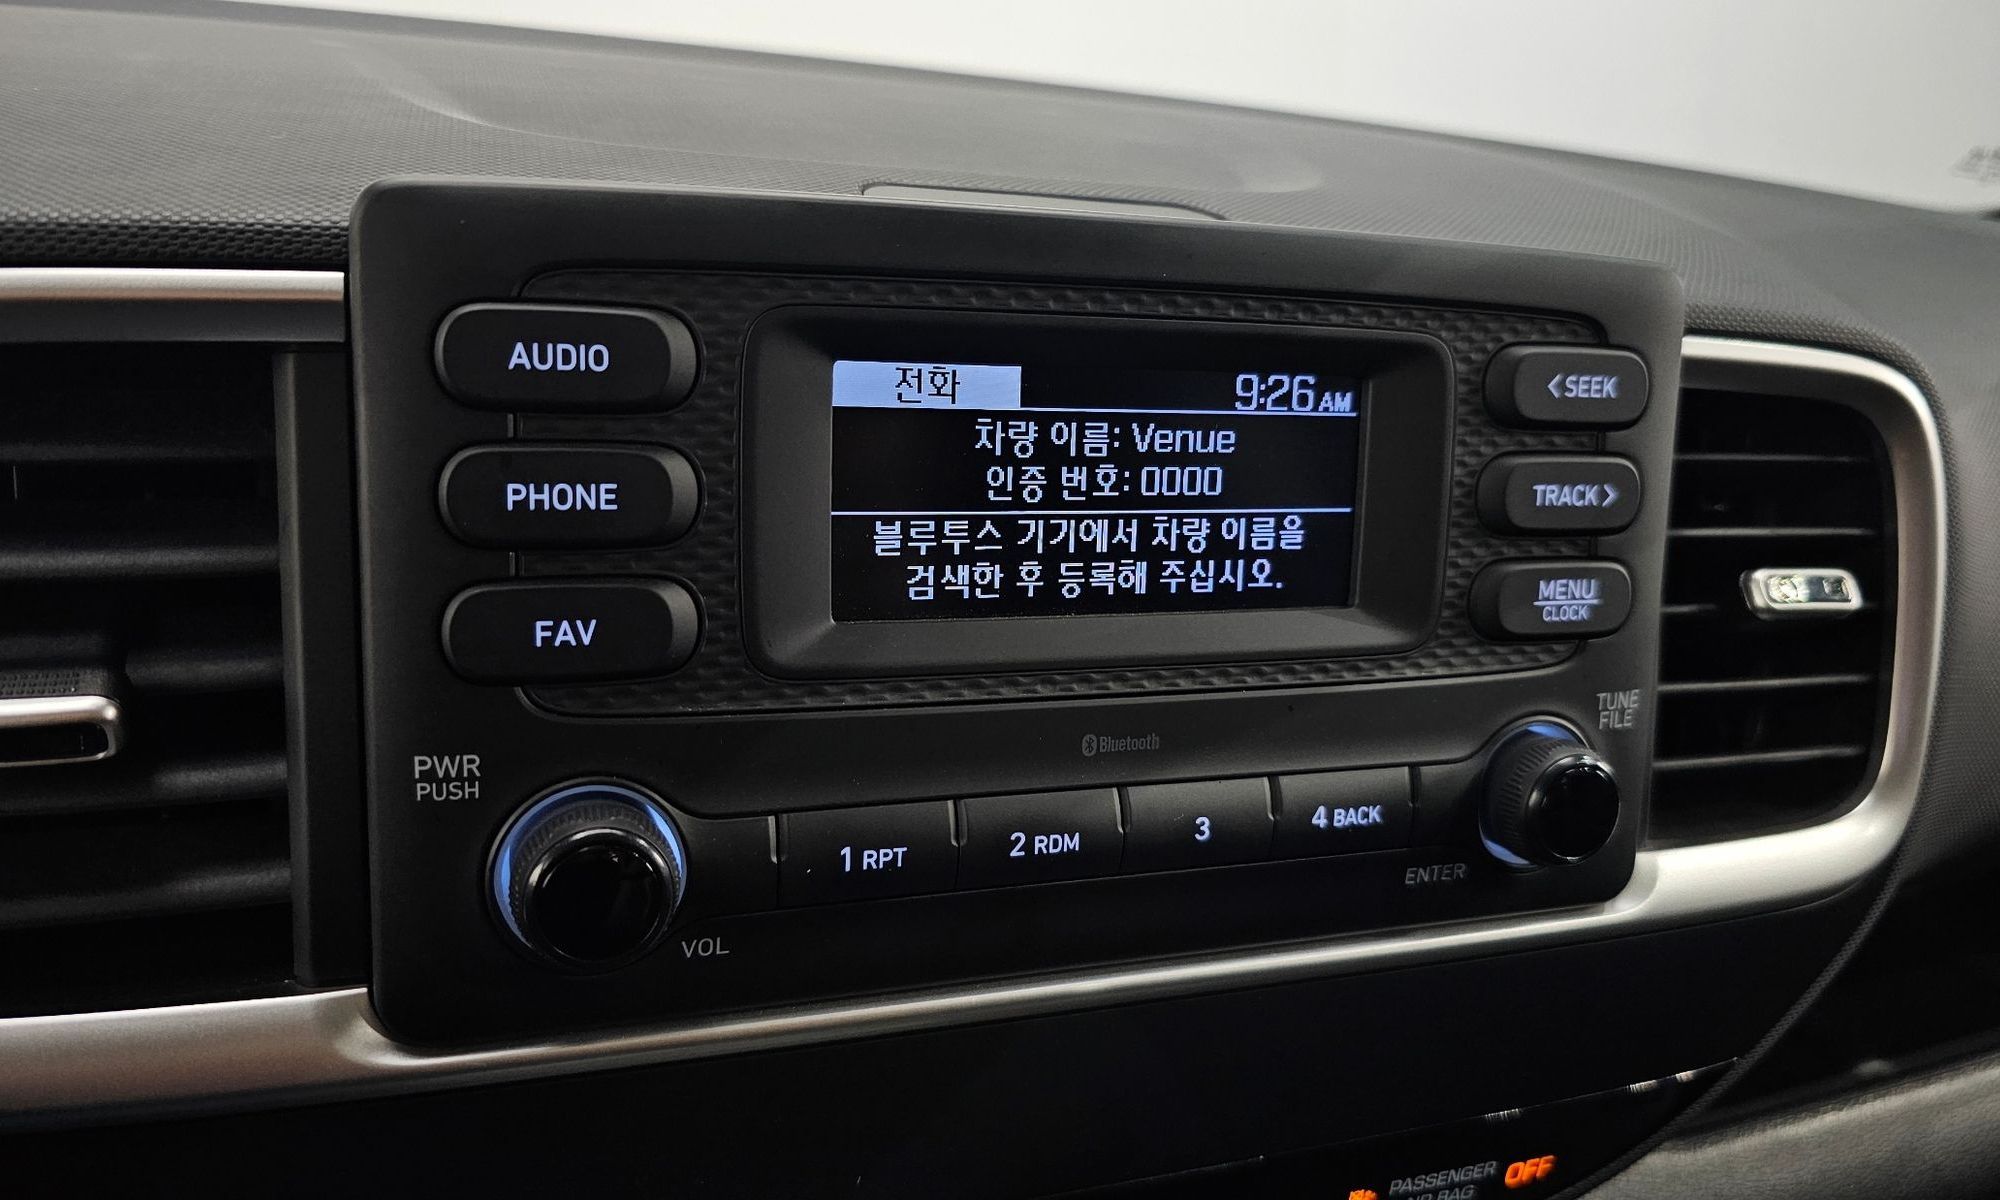 AUDIO
PHONE
FAV
전화 9:26 AM
차량 이름: Venue
인증 번호: 0000
블루투스 기기에서 차량 이름을
검색한 후 등록해 주십시오.
<SEEK
TRACK>
MENU
CLOCK
TUNE
FILE
Bluetooth
PWR
PUSH
VOL
1 RPT
2 RDM
3
4 BACK
ENTER
PASSENGER OFF
BAG